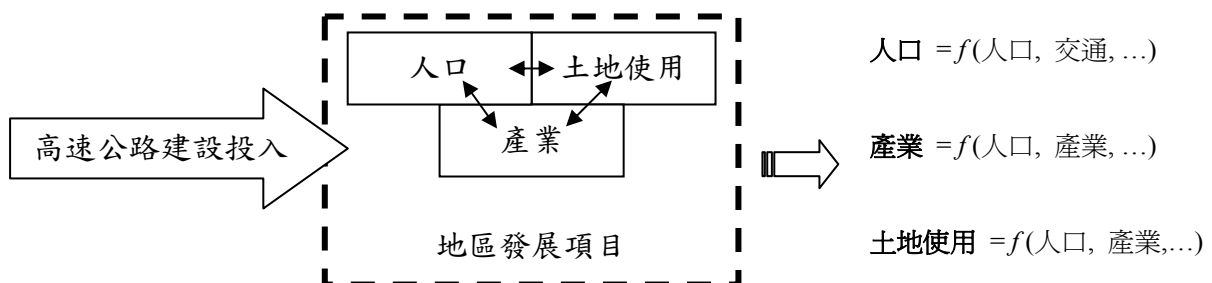 人口 土地使用
產業
高速公路建設投入
地區發展項目
人口 =f(人口, 交通, …)
產業 =f(人口, 產業, …)
土地使用 =f(人口, 產業,…)